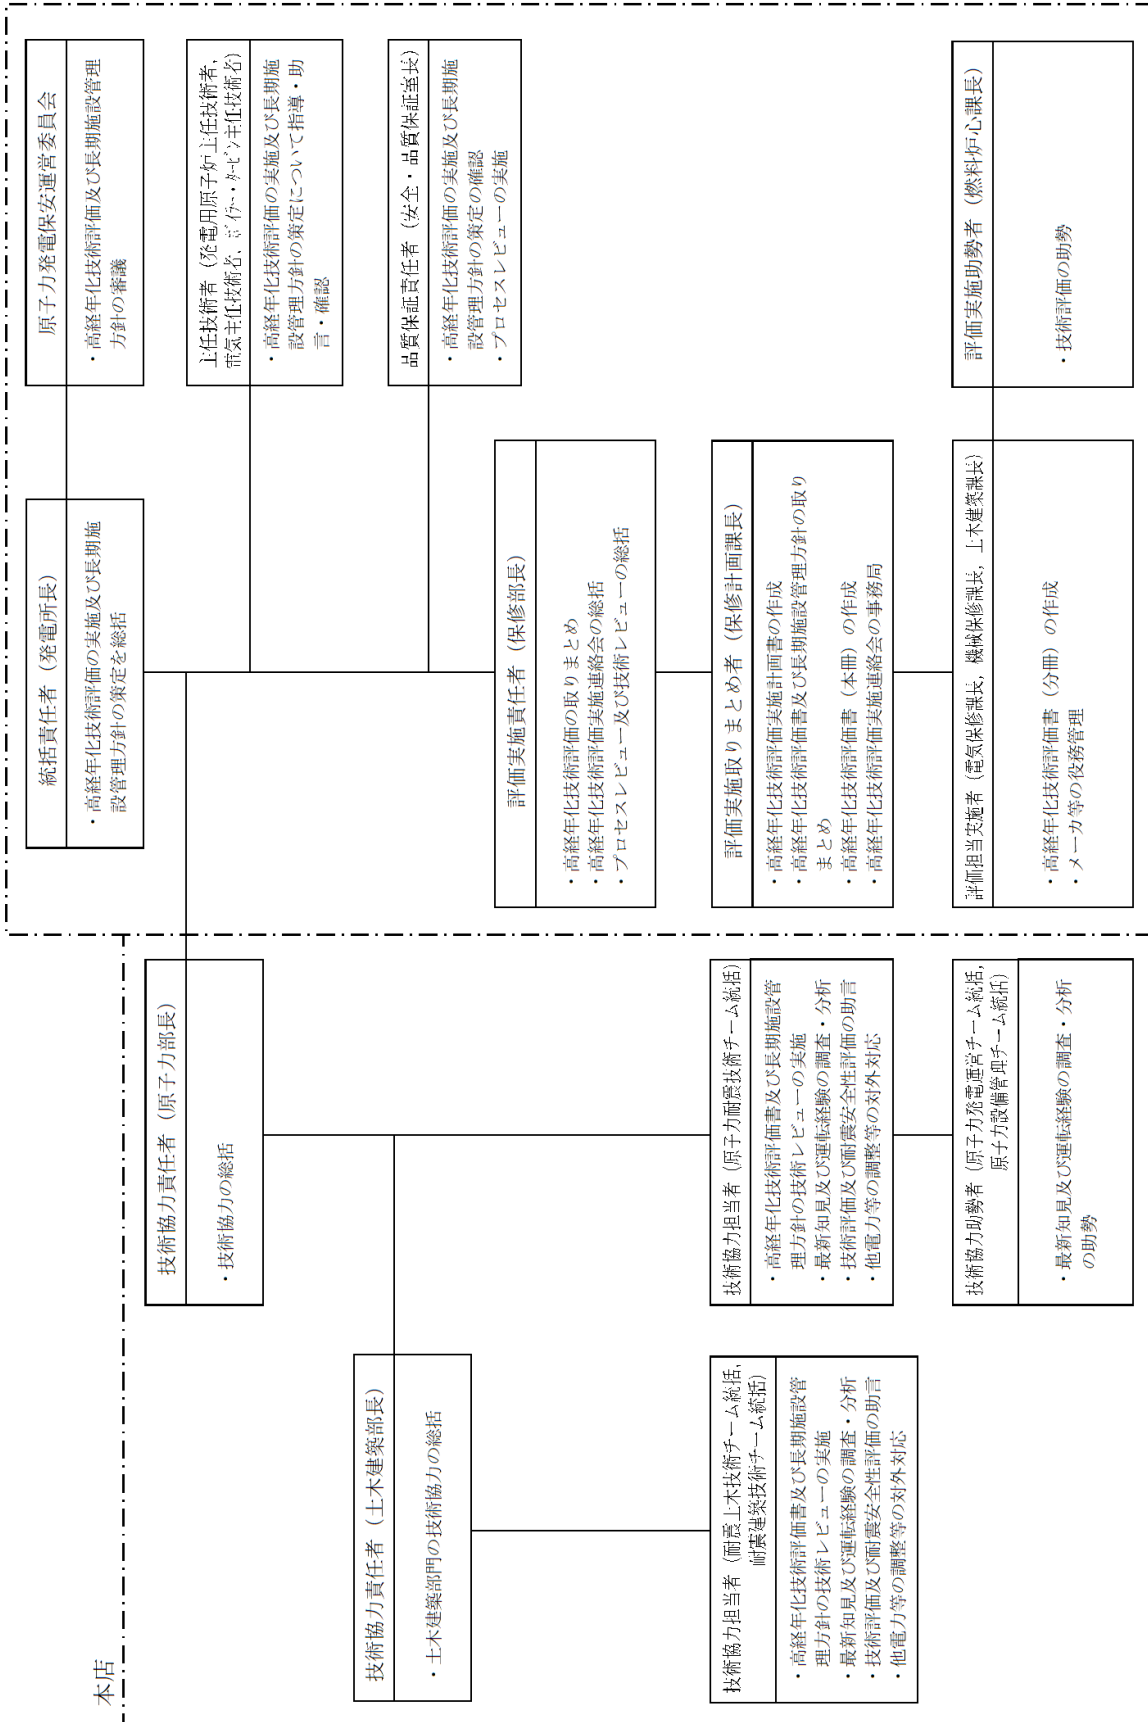 本店
技術協力責任者（土木建築部長）
・土木建築部門の技術協力の総括
技術協力担当者（耐震土木技術チーム統括,
耐震建築技術チーム統括）
・高経年化技術評価書及び長期施設管
理方針の技術レビューの実施
・最新知見及び運転経験の調査・分析
・技術評価及び耐震安全性評価の助言
・他電力等の調整等の対外対応
技術協力責任者（原子力部長）
・技術協力の総括
技術協力担当者（原子力耐震技術チーム統括）
・高経年化技術評価書及び長期施設管
理方針の技術レビューの実施
・最新知見及び運転経験の調査・分析
・技術評価及び耐震安全性評価の助言
・他電力等の調整等の対外対応
技術協力助勢者（原子力発電運営チーム統括,
原子力設備管理チーム統括）
・最新知見及び運転経験の調査・分析
の助勢
統括責任者（発電所長）
・高経年化技術評価の実施及び長期施
設管理方針の策定を総括
原子力発電保安運営委員会
・高経年化技術評価及び長期施設管理
方針の審議
主任技術者（発電用原子炉主任技術者,
電気主任技術者，ボイラー・タービン主任技術者）
・高経年化技術評価の実施及び長期施
設管理方針の策定について指導・助
言・確認
品質保証責任者（安全・品質保証室長）
・高経年化技術評価の実施及び長期施
設管理方針の策定の確認
・プロセスレビューの実施
評価実施責任者（保修部長）
・高経年化技術評価の取りまとめ
・高経年化技術評価実施連絡会の総括
・プロセスレビュー及び技術レビューの総括
評価実施取りまとめ者（保修計画課長）
・高経年化技術評価実施計画書の作成
・高経年化技術評価書及び長期施設管理方針の取り
まとめ
・高経年化技術評価書（本冊）の作成
・高経年化技術評価実施連絡会の事務局
評価担当実施者（電気保修課長，機械保修課長，土木建築課長）
・高経年化技術評価書（分冊）の作成
・メーカ等の役務管理
評価実施助勢者（燃料炉心課長）
・技術評価の助勢